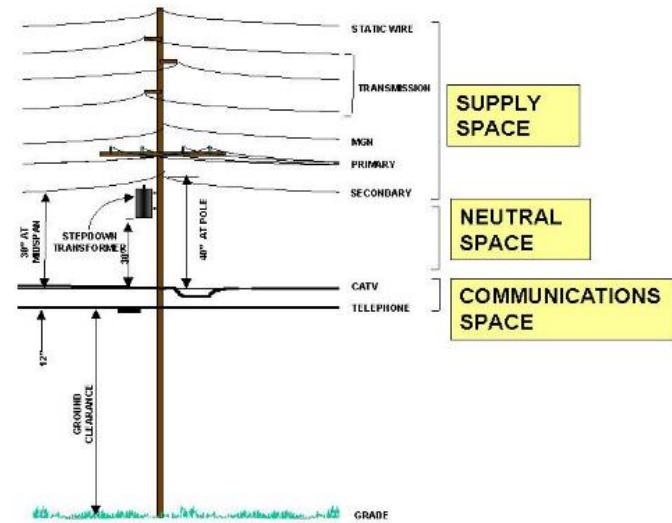 STATIC WIRE
TRANSMISSION
SUPPLY
SPACE
MGN
PRIMARY
SECONDARY
STEPDOWN
TRANSFORMER
30" AT
MIDSPAN
30"
40" AT POLE
NEUTRAL
SPACE
CATV
COMMUNICATIONS
SPACE
TELEPHONE
12"
GROUND
CLEARANCE
GRADE